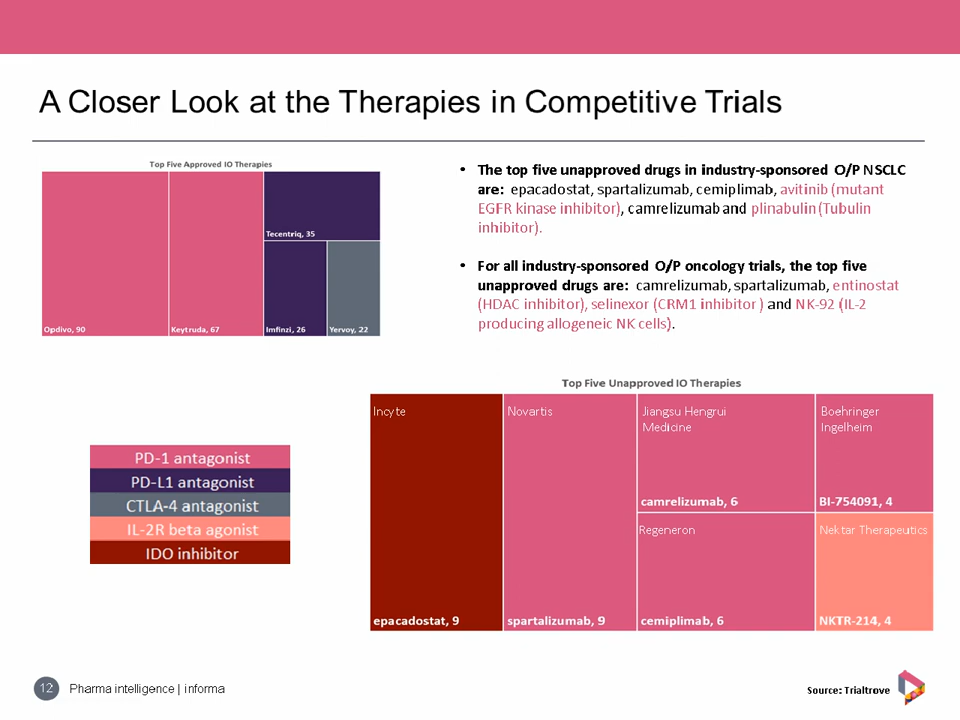 A Closer Look at the Therapies in Competitive Trials
Top Five Approved IO Therapies
Opdivo, 90
Keytruda, 67
Tecentriq, 35
Imfinzi, 26
Yervoy, 22
• The top five unapproved drugs in industry-sponsored O/P NSCLC
are: epacadostat, spartalizumab, cemiplimab, avitinib (mutant
EGFR kinase inhibitor), camrelizumab and plinabulin (Tubulin
inhibitor).
• For all industry-sponsored O/P oncology trials, the top five
unapproved drugs are: camrelizumab, spartalizumab, entinostat
(HDAC inhibitor), selinexor (CRM1 inhibitor ) and NK-92 (IL-2
producing allogeneic NK cells).
PD-1 antagonist
PD-L1 antagonist
CTLA-4 antagonist
IL-2R beta agonist
IDO inhibitor
Top Five Unapproved IO Therapies
Incyte
epacadostat, 9
Novartis
spartalizumab, 9
Jiangsu Hengrui
Medicine
camrelizumab, 6
Boehringer
Ingelheim
BI-754091, 4
Regeneron
cemiplimab, 6
Nektar Therapeutics
NKTR-214, 4
12
Pharma intelligence | informa
Source: Trialtrove